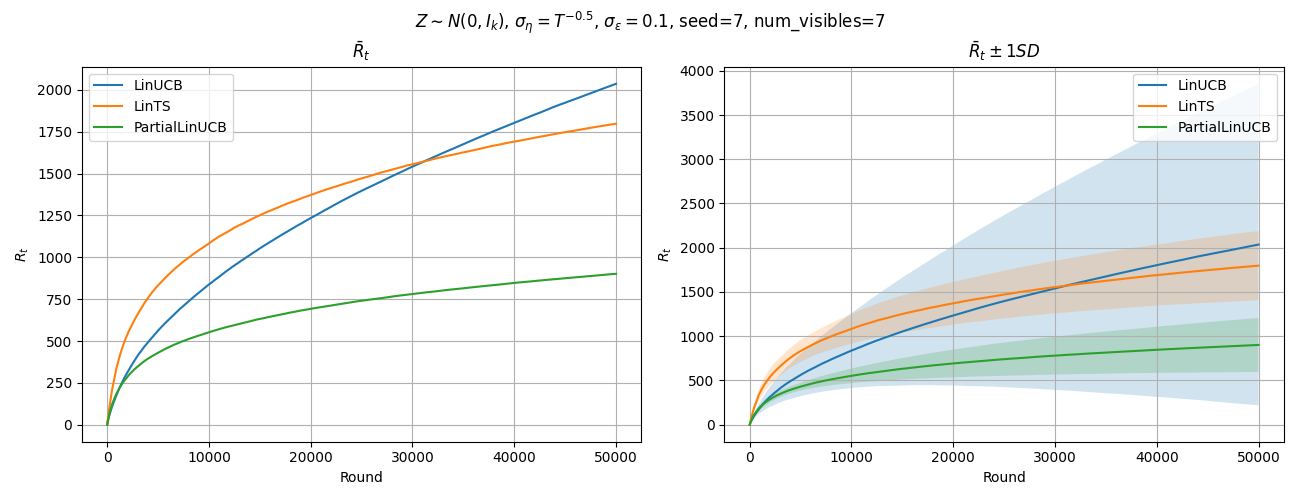 Z ∼ N(0, I_k), σ_η = T^{−0.5}, σ_ε = 0.1, seed=7, num_visibles=7
R̄_t
R_t
2000
1750
1500
1250
1000
750
500
250
0
LinUCB
LinTS
PartialLinUCB
0 10000 20000 30000 40000 50000
Round
R̄_t ± 1SD
R_t
4000
3500
3000
2500
2000
1500
1000
500
0
LinUCB
LinTS
PartialLinUCB
0 10000 20000 30000 40000 50000
Round